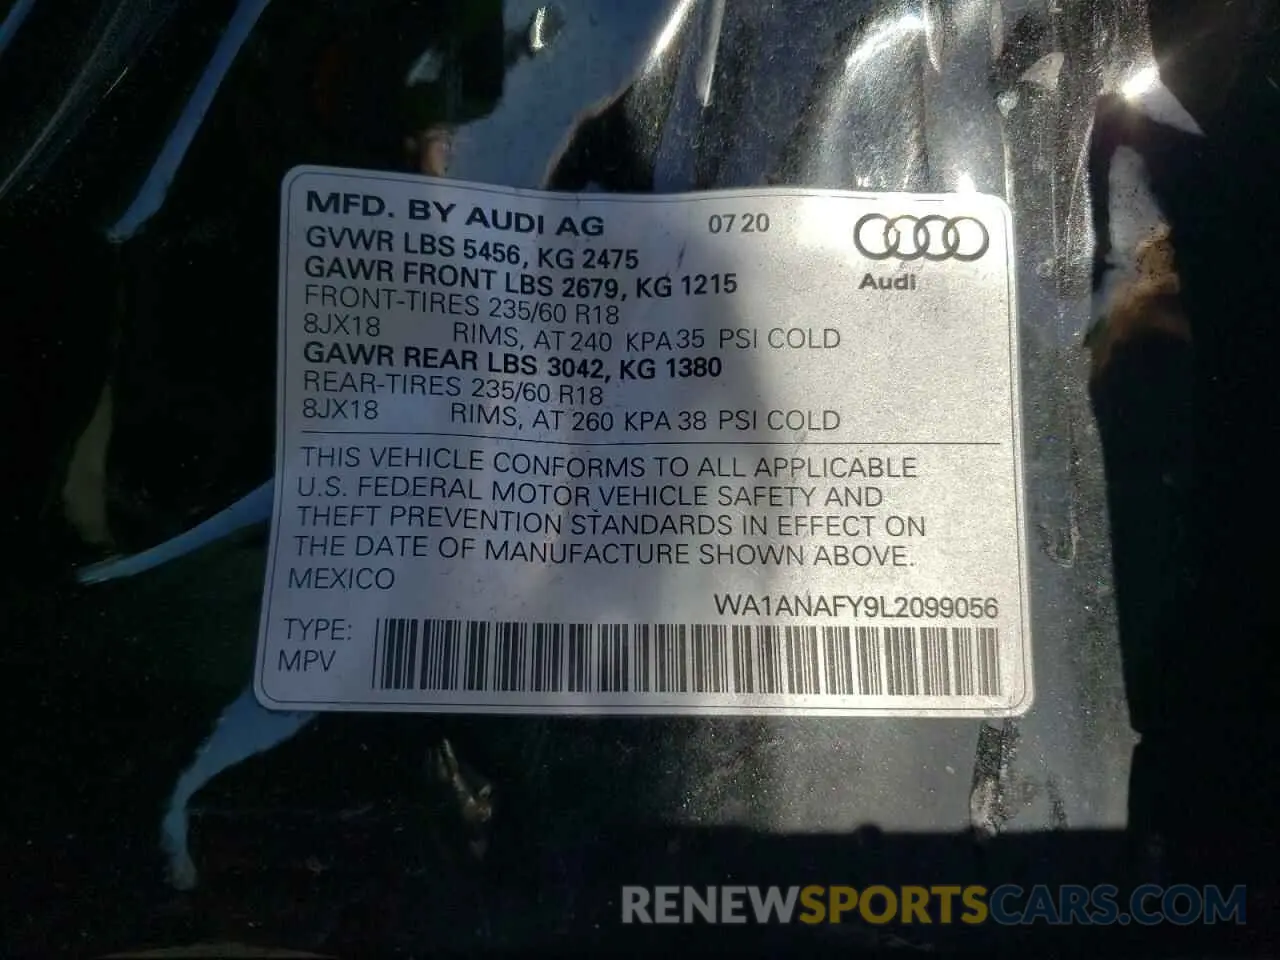 MFD. BY AUDI AG 07 20
GVWR LBS 5456, KG 2475
GAWR FRONT LBS 2679, KG 1215
Audi
FRONT-TIRES 235/60 R18
8JX18 RIMS, AT 240 KPA 35 PSI COLD
GAWR REAR LBS 3042, KG 1380
REAR-TIRES 235/60 R18
8JX18 RIMS, AT 260 KPA 38 PSI COLD
THIS VEHICLE CONFORMS TO ALL APPLICABLE
U.S. FEDERAL MOTOR VEHICLE SAFETY AND
THEFT PREVENTION STANDARDS IN EFFECT ON
THE DATE OF MANUFACTURE SHOWN ABOVE.
MEXICO
WA1ANAFY9L2099056
TYPE:
MPV
RENEWSPORTSCARS.COM